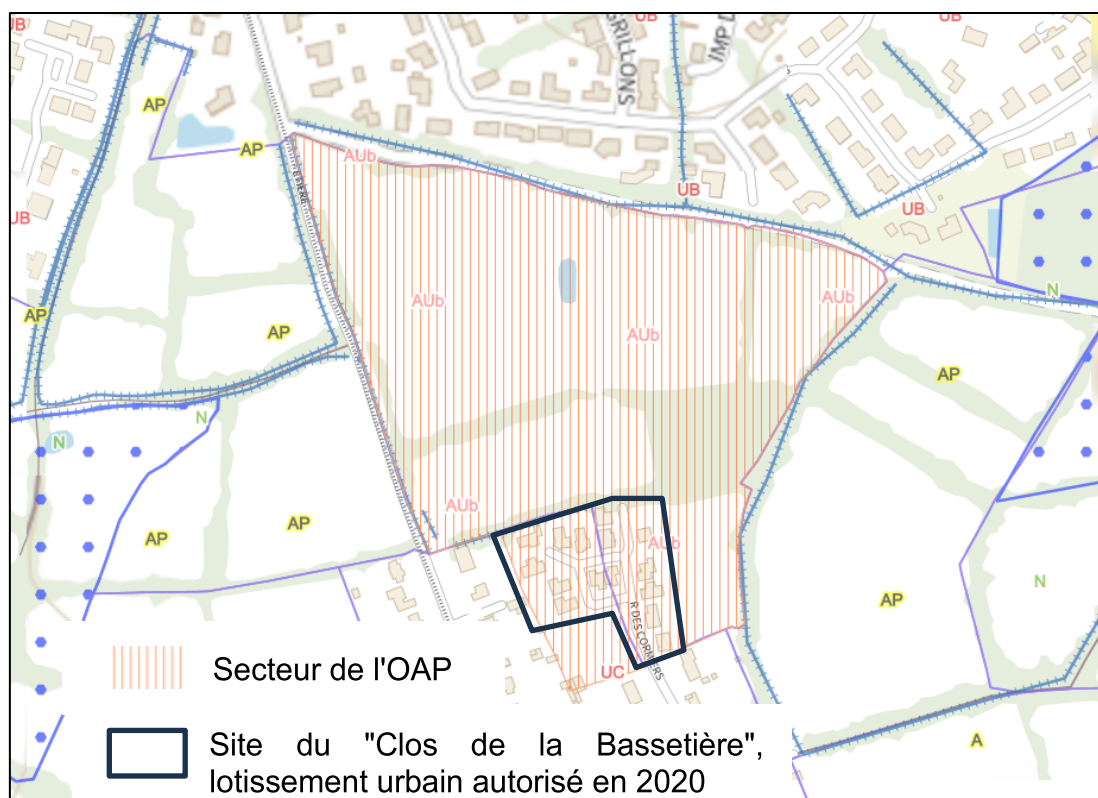 UB
GRILLONS
IMP D
UB
UB
AP
AP
AUb
UB
UB
UB
AP
AUb
AUb
AUb
N
AP
AP
N
N
AP
AP
AUb
AUb
N
AP
R DES CORMIERS
UC
A
Secteur de l'OAP
Site du "Clos de la Bassetière",
lotissement urbain autorisé en 2020